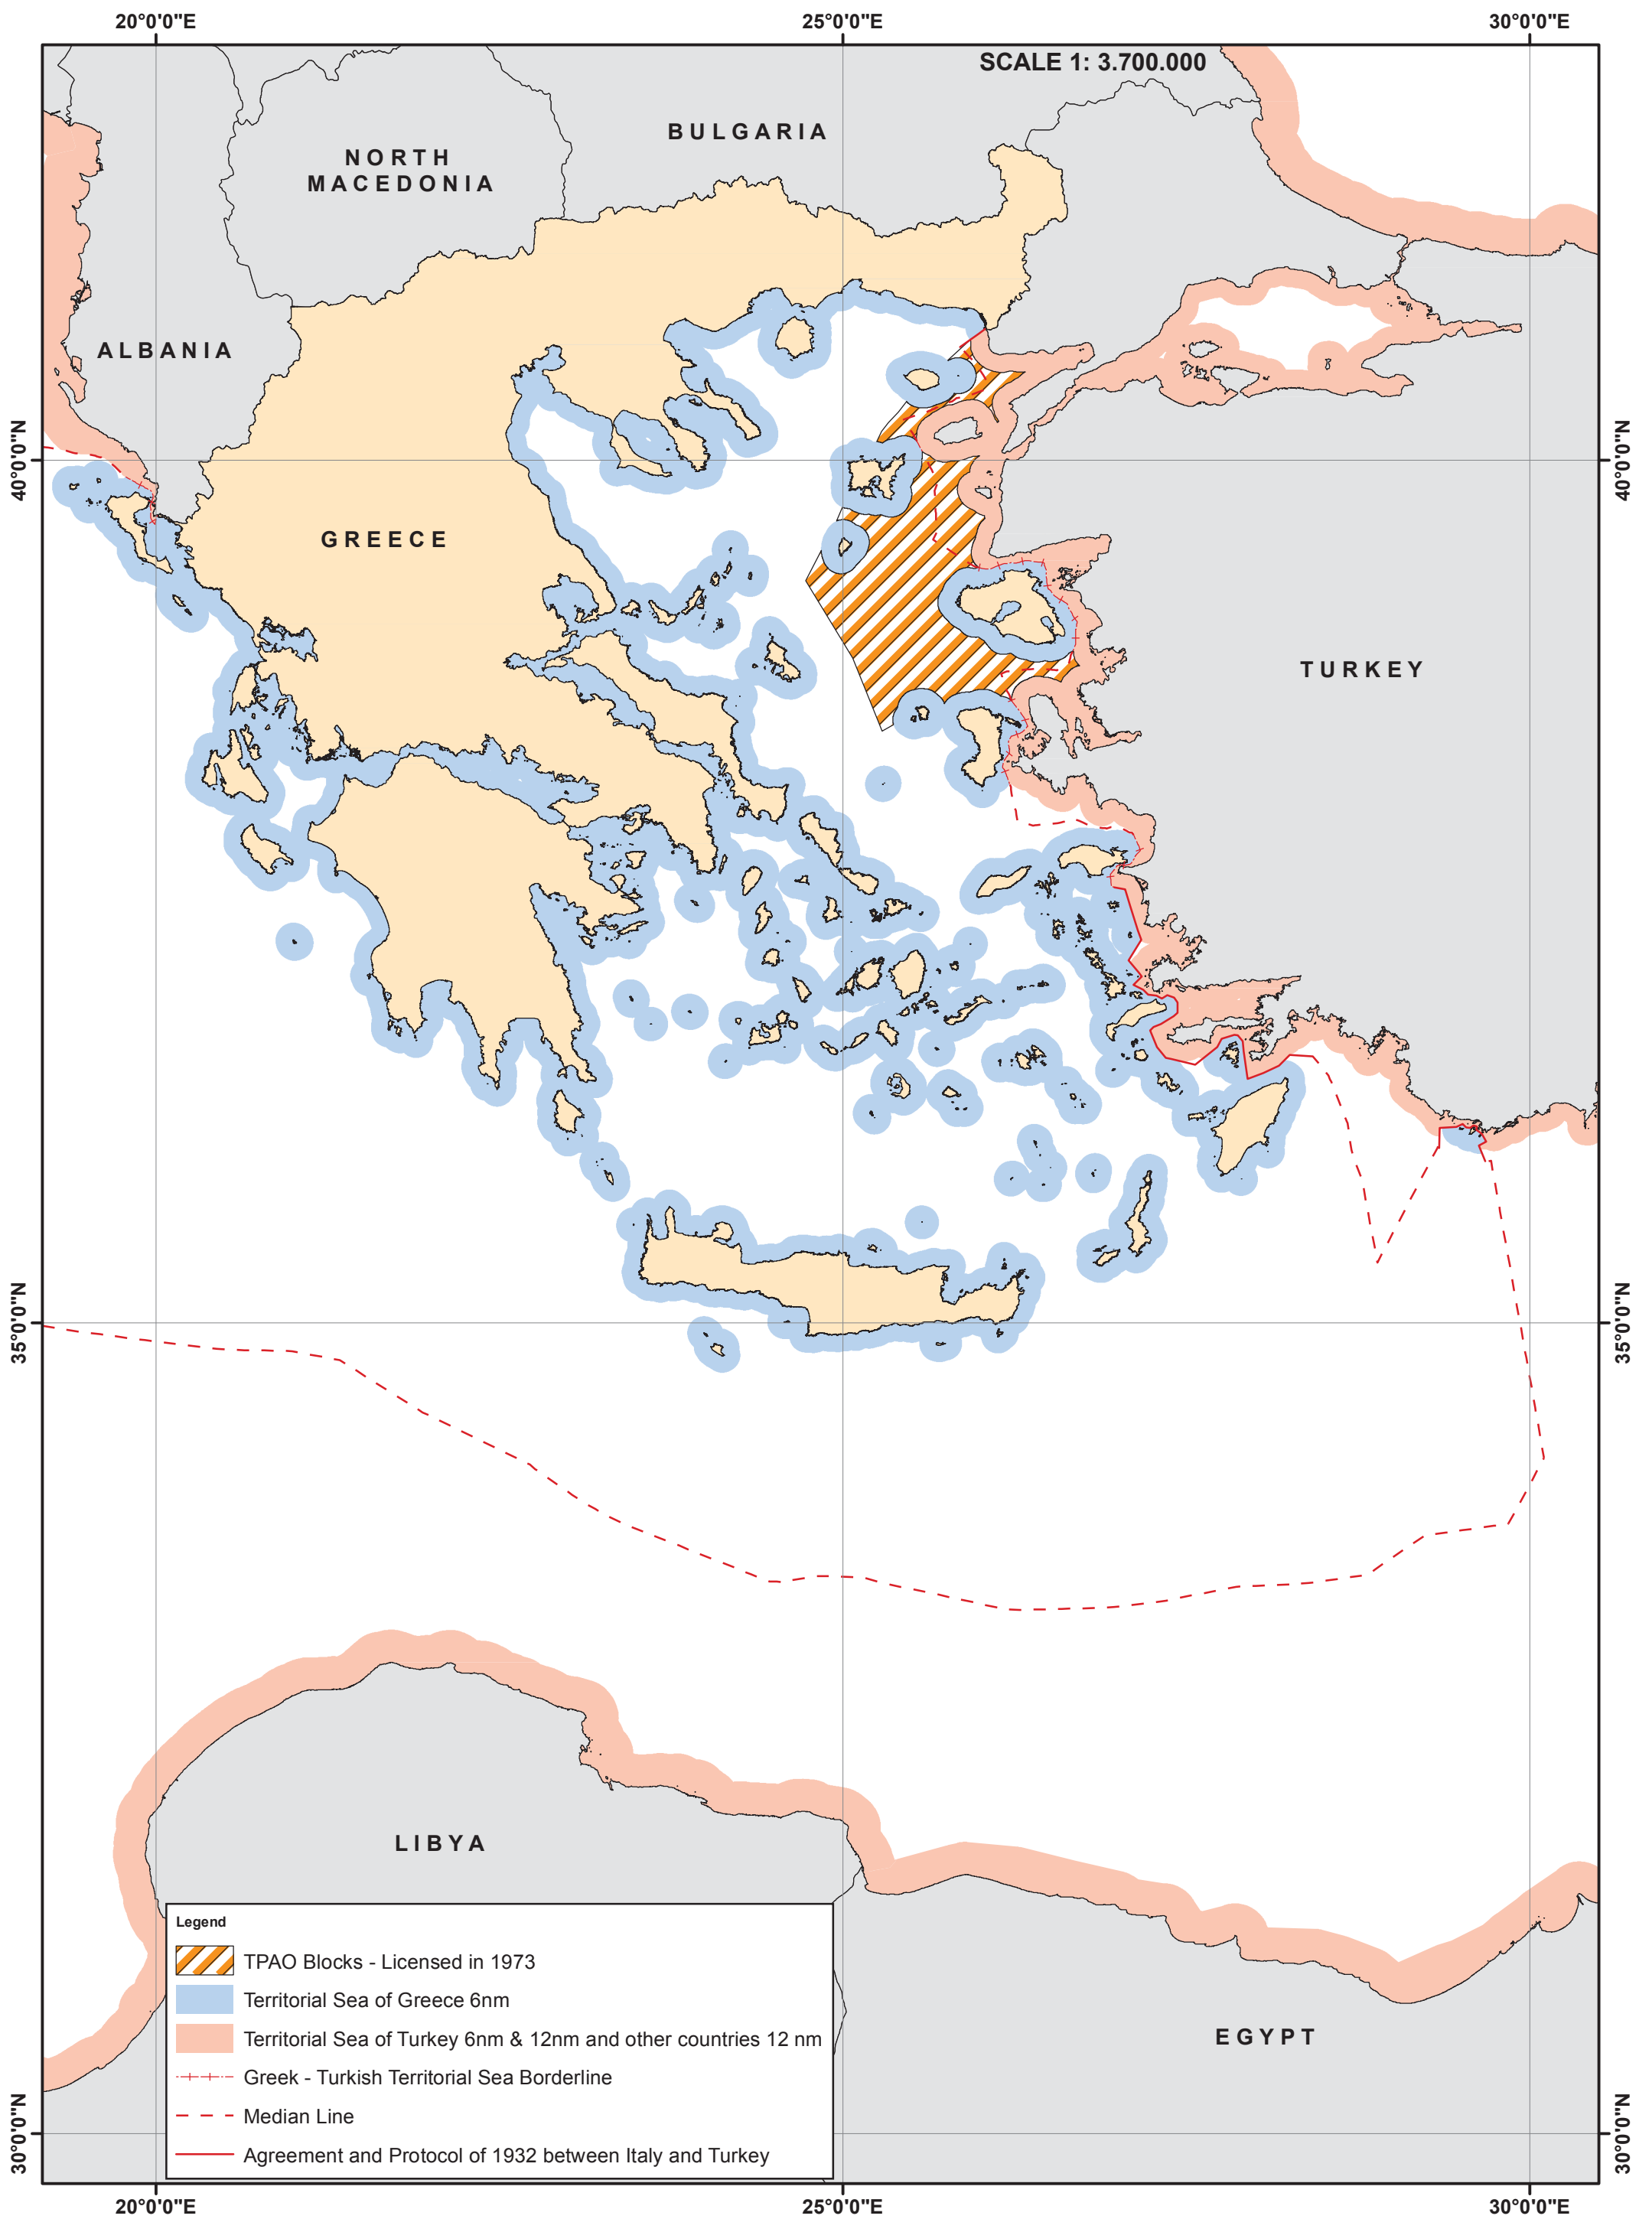 20°0'0"E
25°0'0"E
30°0'0"E
SCALE 1: 3.700.000
BULGARIA
NORTH
MACEDONIA
ALBANIA
40°0'0"N
40°0'0"N
GREECE
TURKEY
35°0'0"N
35°0'0"N
LIBYA
EGYPT
Legend
TPAO Blocks - Licensed in 1973
Territorial Sea of Greece 6nm
Territorial Sea of Turkey 6nm & 12nm and other countries 12 nm
Greek - Turkish Territorial Sea Borderline
Median Line
Agreement and Protocol of 1932 between Italy and Turkey
30°0'0"N
30°0'0"N
20°0'0"E
25°0'0"E
30°0'0"E